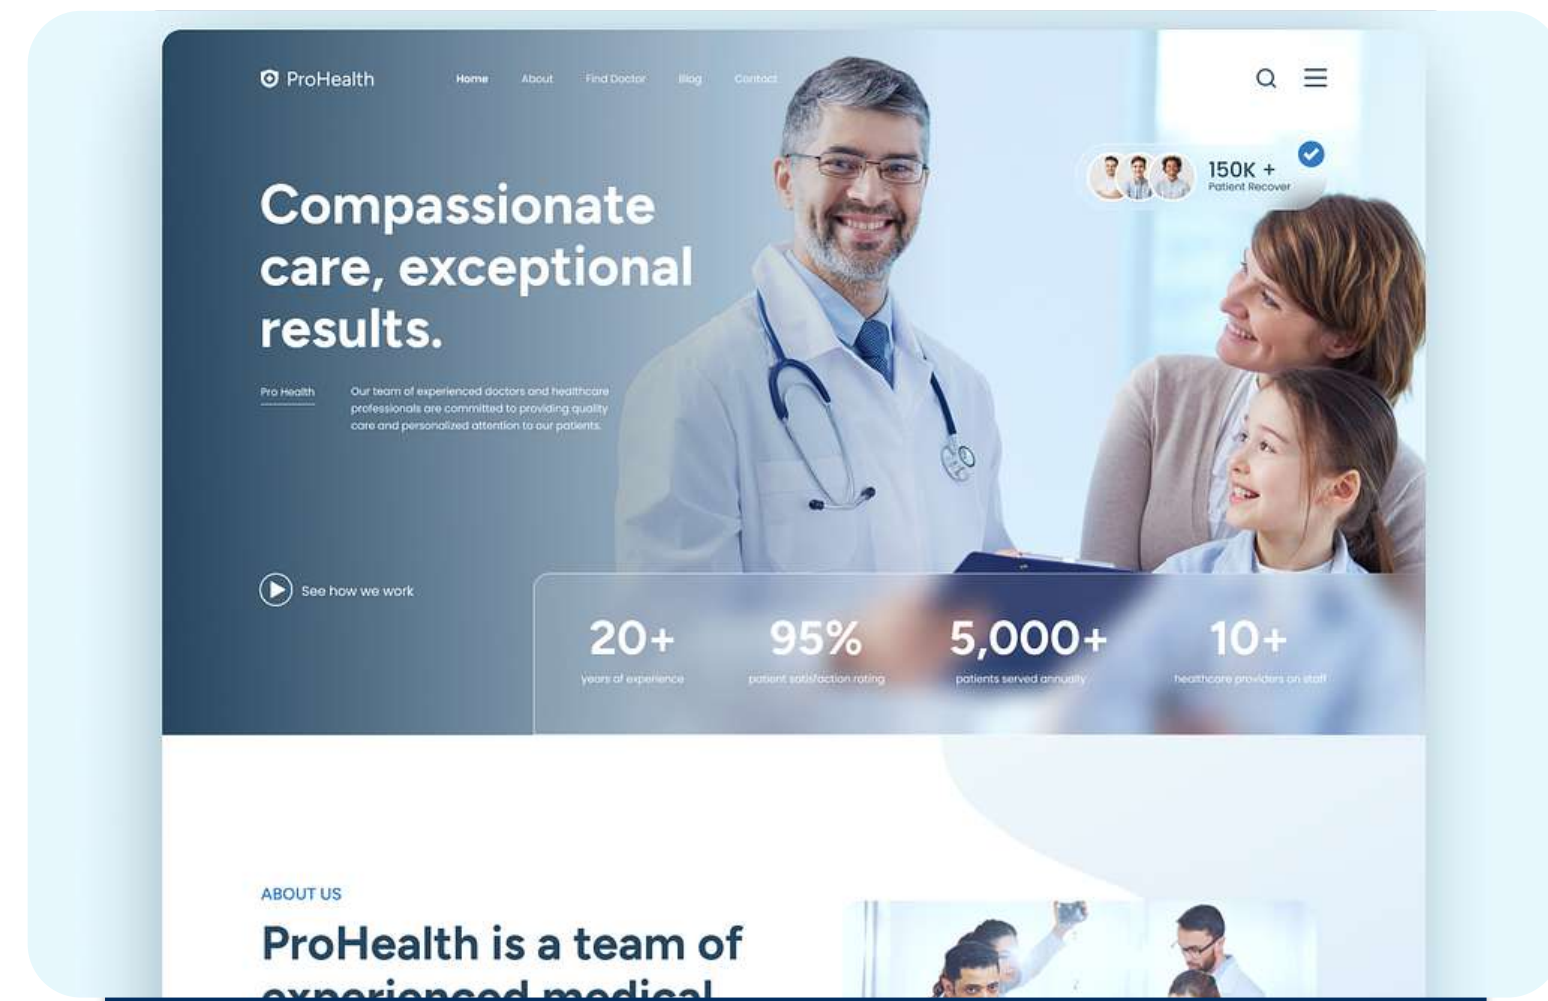 ProHealth
Home About Find Doctor Blog Contact
150K +
Patient Recover
Compassionate
care, exceptional
results.
Pro Health
Our team of experienced doctors and healthcare
professionals are committed to providing quality
care and personalized attention to our patients.
See how we work
20+ 95% 5,000+ 10+
years of experience patient satisfaction rating patients served annually healthcare providers on staff
ABOUT US
ProHealth is a team of
experienced medical